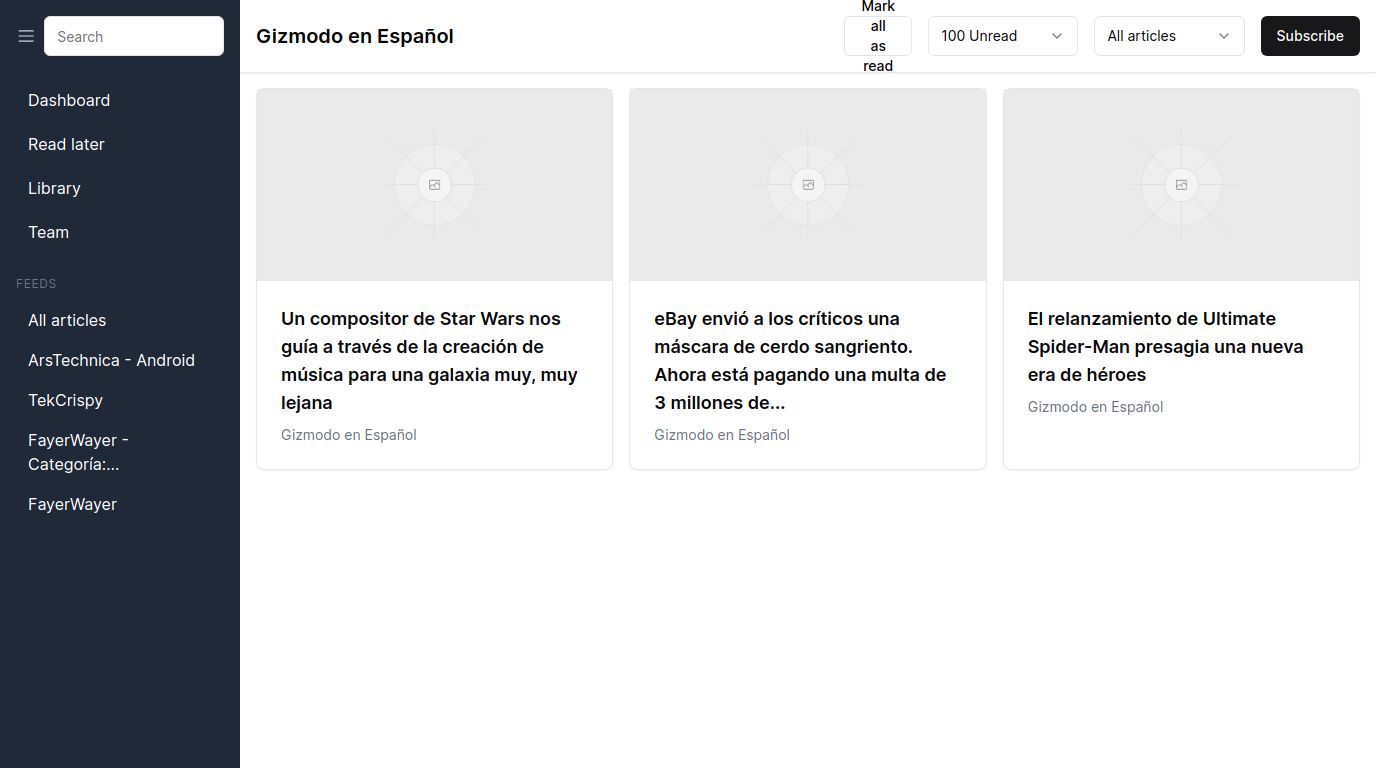 Search
Dashboard
Read later
Library
Team
FEEDS
All articles
ArsTechnica - Android
TekCrispy
FayerWayer -
Categoría:...
FayerWayer
Gizmodo en Español
Mark
all
as
read
100 Unread
All articles
Subscribe
Un compositor de Star Wars nos
guía a través de la creación de
música para una galaxia muy, muy
lejana
Gizmodo en Español
eBay envió a los críticos una
máscara de cerdo sangriento.
Ahora está pagando una multa de
3 millones de...
Gizmodo en Español
El relanzamiento de Ultimate
Spider-Man presagia una nueva
era de héroes
Gizmodo en Español